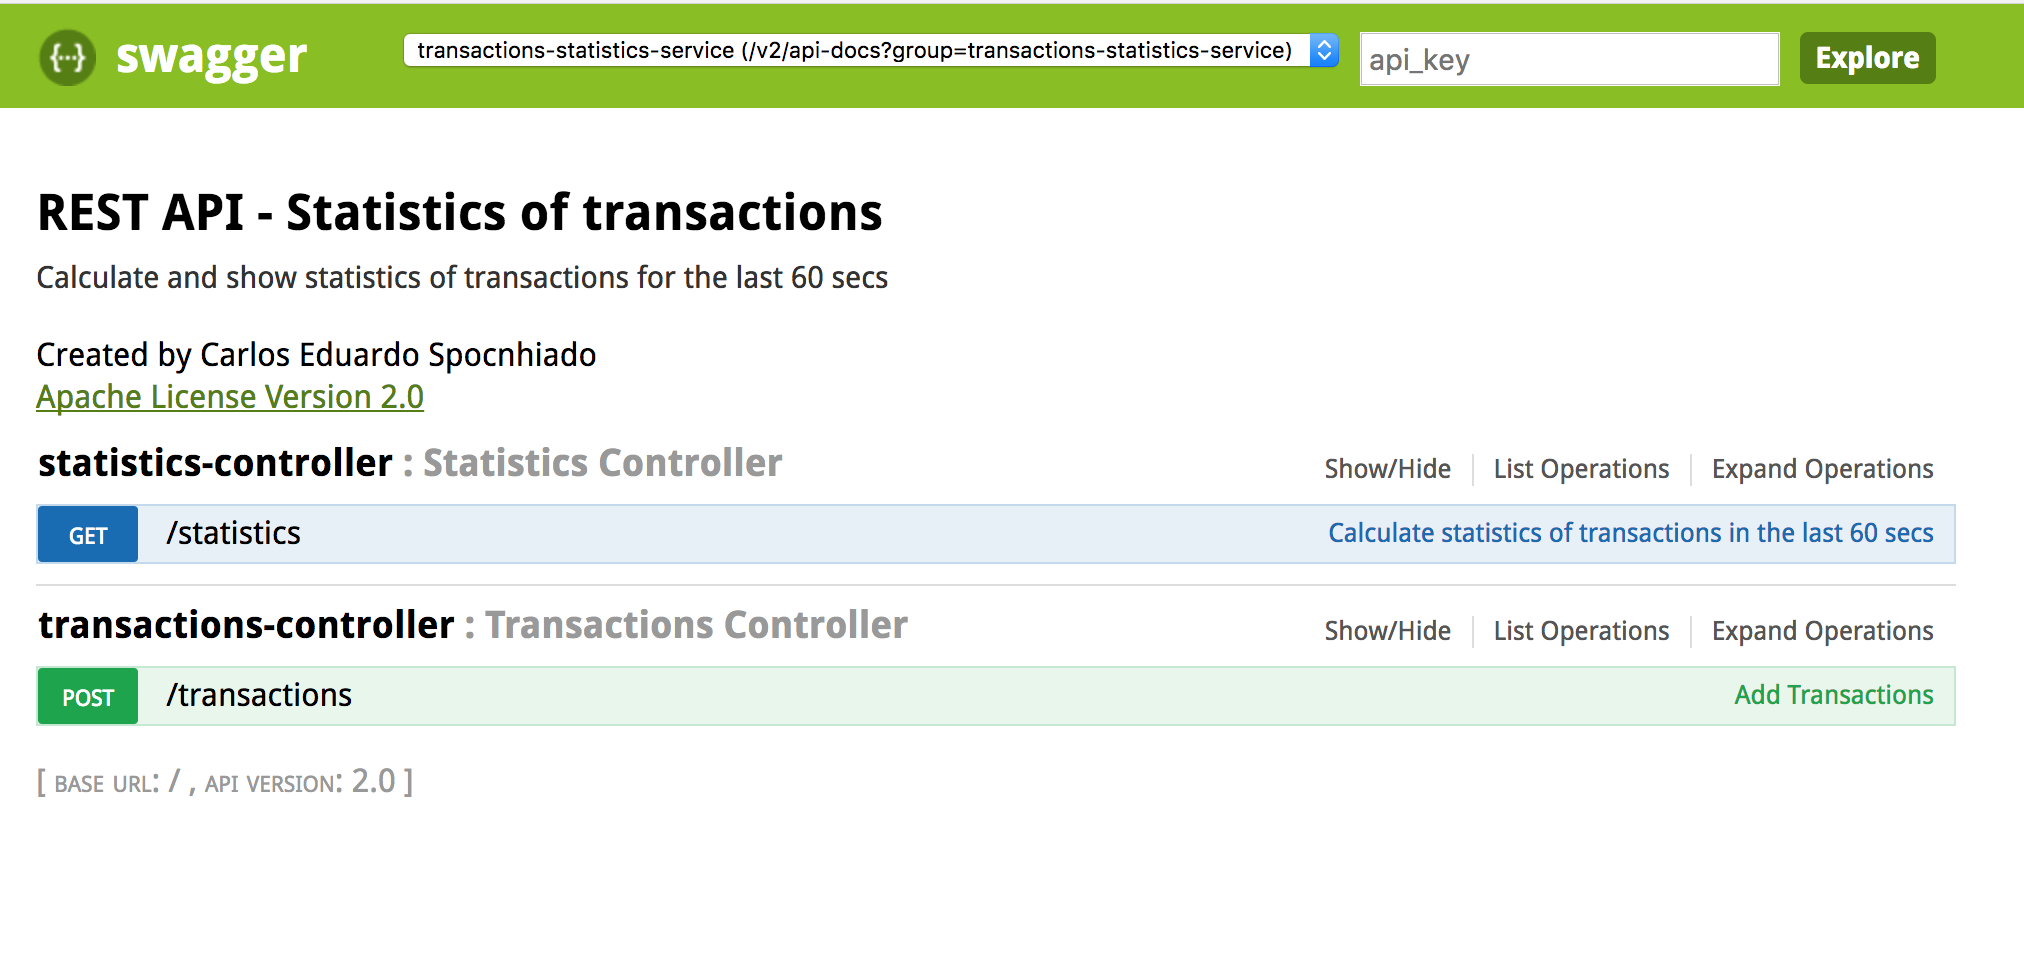 {···} swagger
transactions-statistics-service (/v2/api-docs?group=transactions-statistics-service)
api_key
Explore
REST API - Statistics of transactions
Calculate and show statistics of transactions for the last 60 secs
Created by Carlos Eduardo Spocnhiado
Apache License Version 2.0
statistics-controller : Statistics Controller
Show/Hide
List Operations
Expand Operations
GET
/statistics
Calculate statistics of transactions in the last 60 secs
transactions-controller : Transactions Controller
Show/Hide
List Operations
Expand Operations
POST
/transactions
Add Transactions
[ BASE URL: / , API VERSION: 2.0 ]